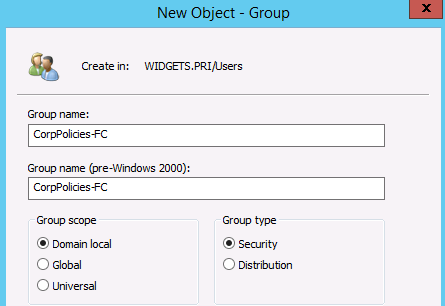 New Object - Group
x
Create in: WIDGETS.PRI/Users
Group name:
CorpPolicies-FC
Group name (pre-Windows 2000):
CorpPolicies-FC
Group scope
Domain local
Global
Universal
Group type
Security
Distribution